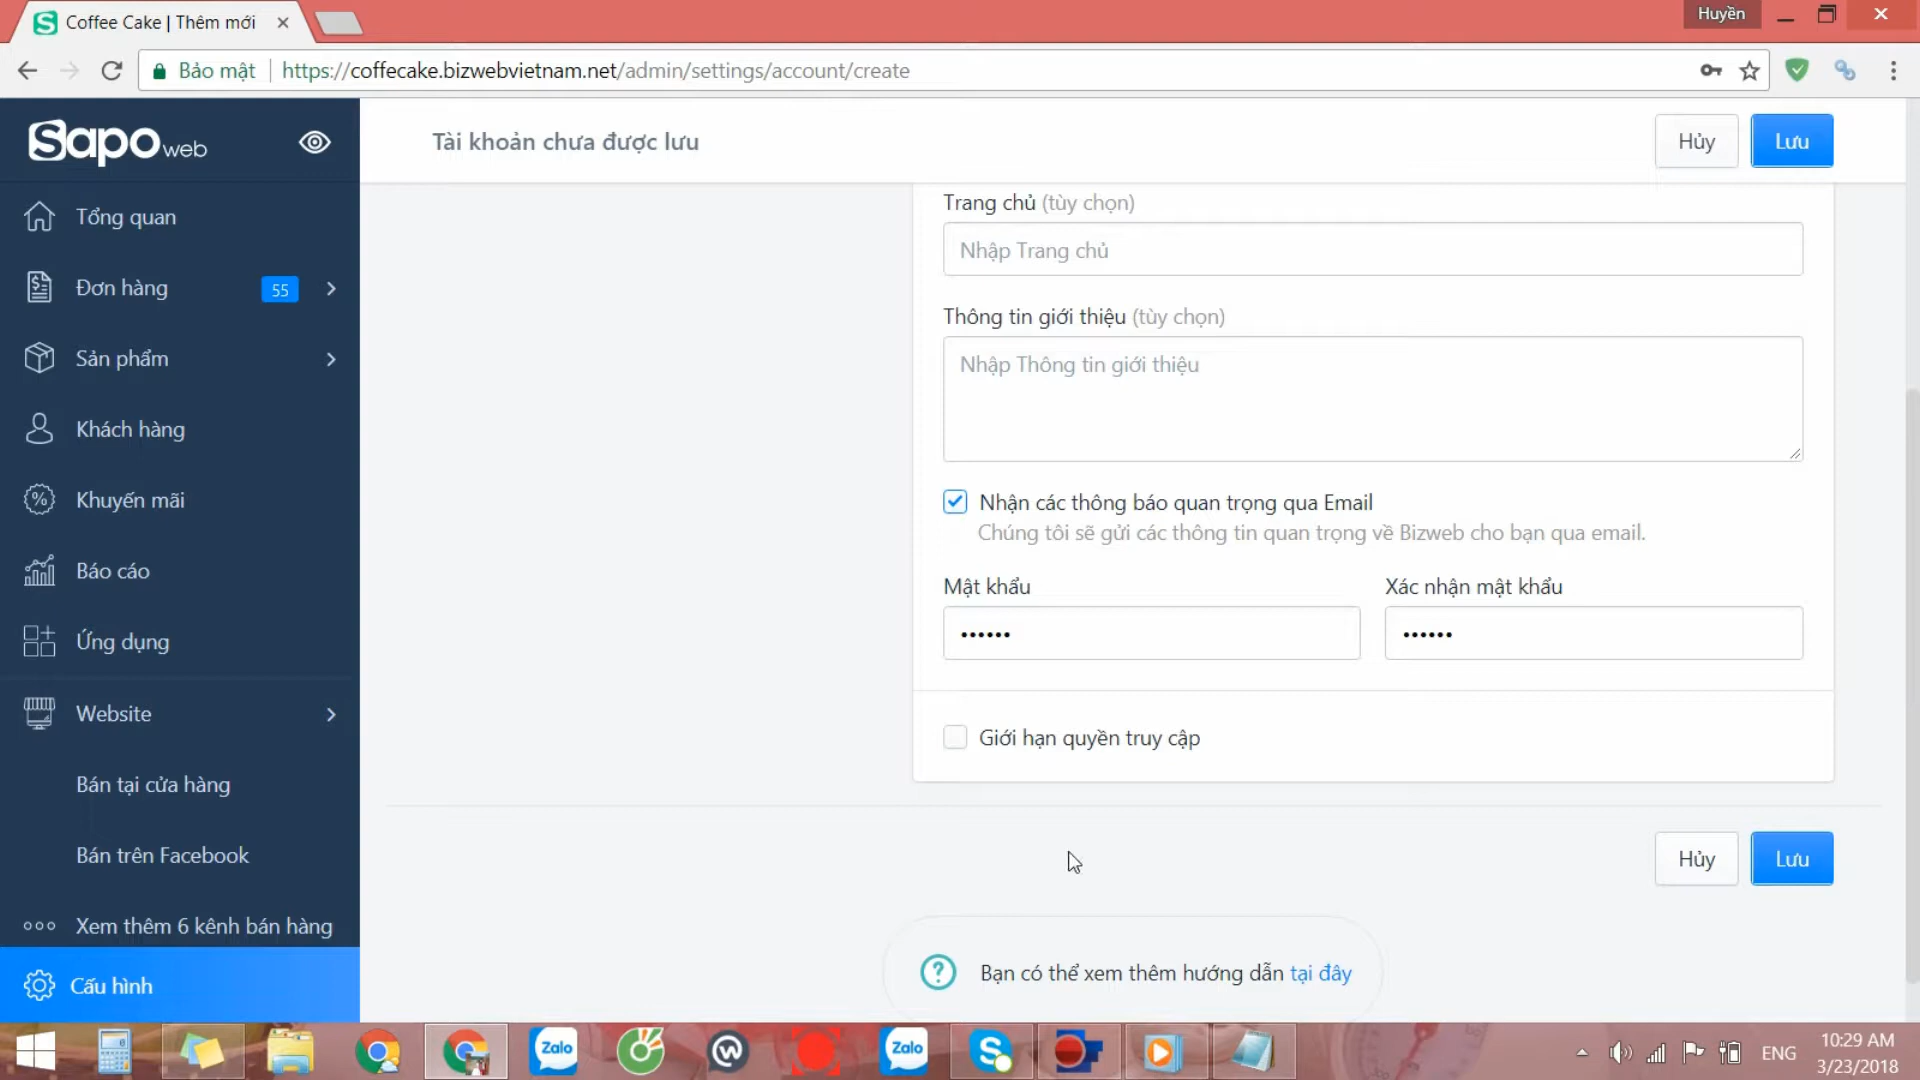 Coffee Cake | Thêm mới
Huyền
Bảo mật
https://coffecake.bizwebvietnam.net/admin/settings/account/create
Sapo web
Tài khoản chưa được lưu
Hủy
Lưu
Tổng quan
Đơn hàng
55
Sản phẩm
Khách hàng
Khuyến mãi
Báo cáo
Ứng dụng
Website
Bán tại cửa hàng
Bán trên Facebook
Xem thêm 6 kênh bán hàng
Cấu hình
Trang chủ (tùy chọn)
Nhập Trang chủ
Thông tin giới thiệu (tùy chọn)
Nhập Thông tin giới thiệu
Nhận các thông báo quan trọng qua Email
Chúng tôi sẽ gửi các thông tin quan trọng về Bizweb cho bạn qua email.
Mật khẩu
Xác nhận mật khẩu
••••••
••••••
Giới hạn quyền truy cập
Hủy
Lưu
Bạn có thể xem thêm hướng dẫn tại đây
Zalo
Zalo
ENG
10:29 AM
3/23/2018